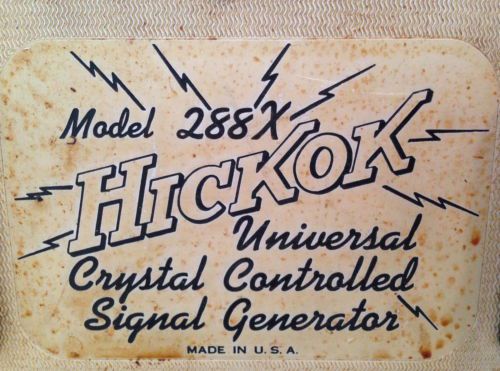 Model 288X
HICKOK
Universal
Crystal Controlled
Signal Generator
MADE IN U.S.A.